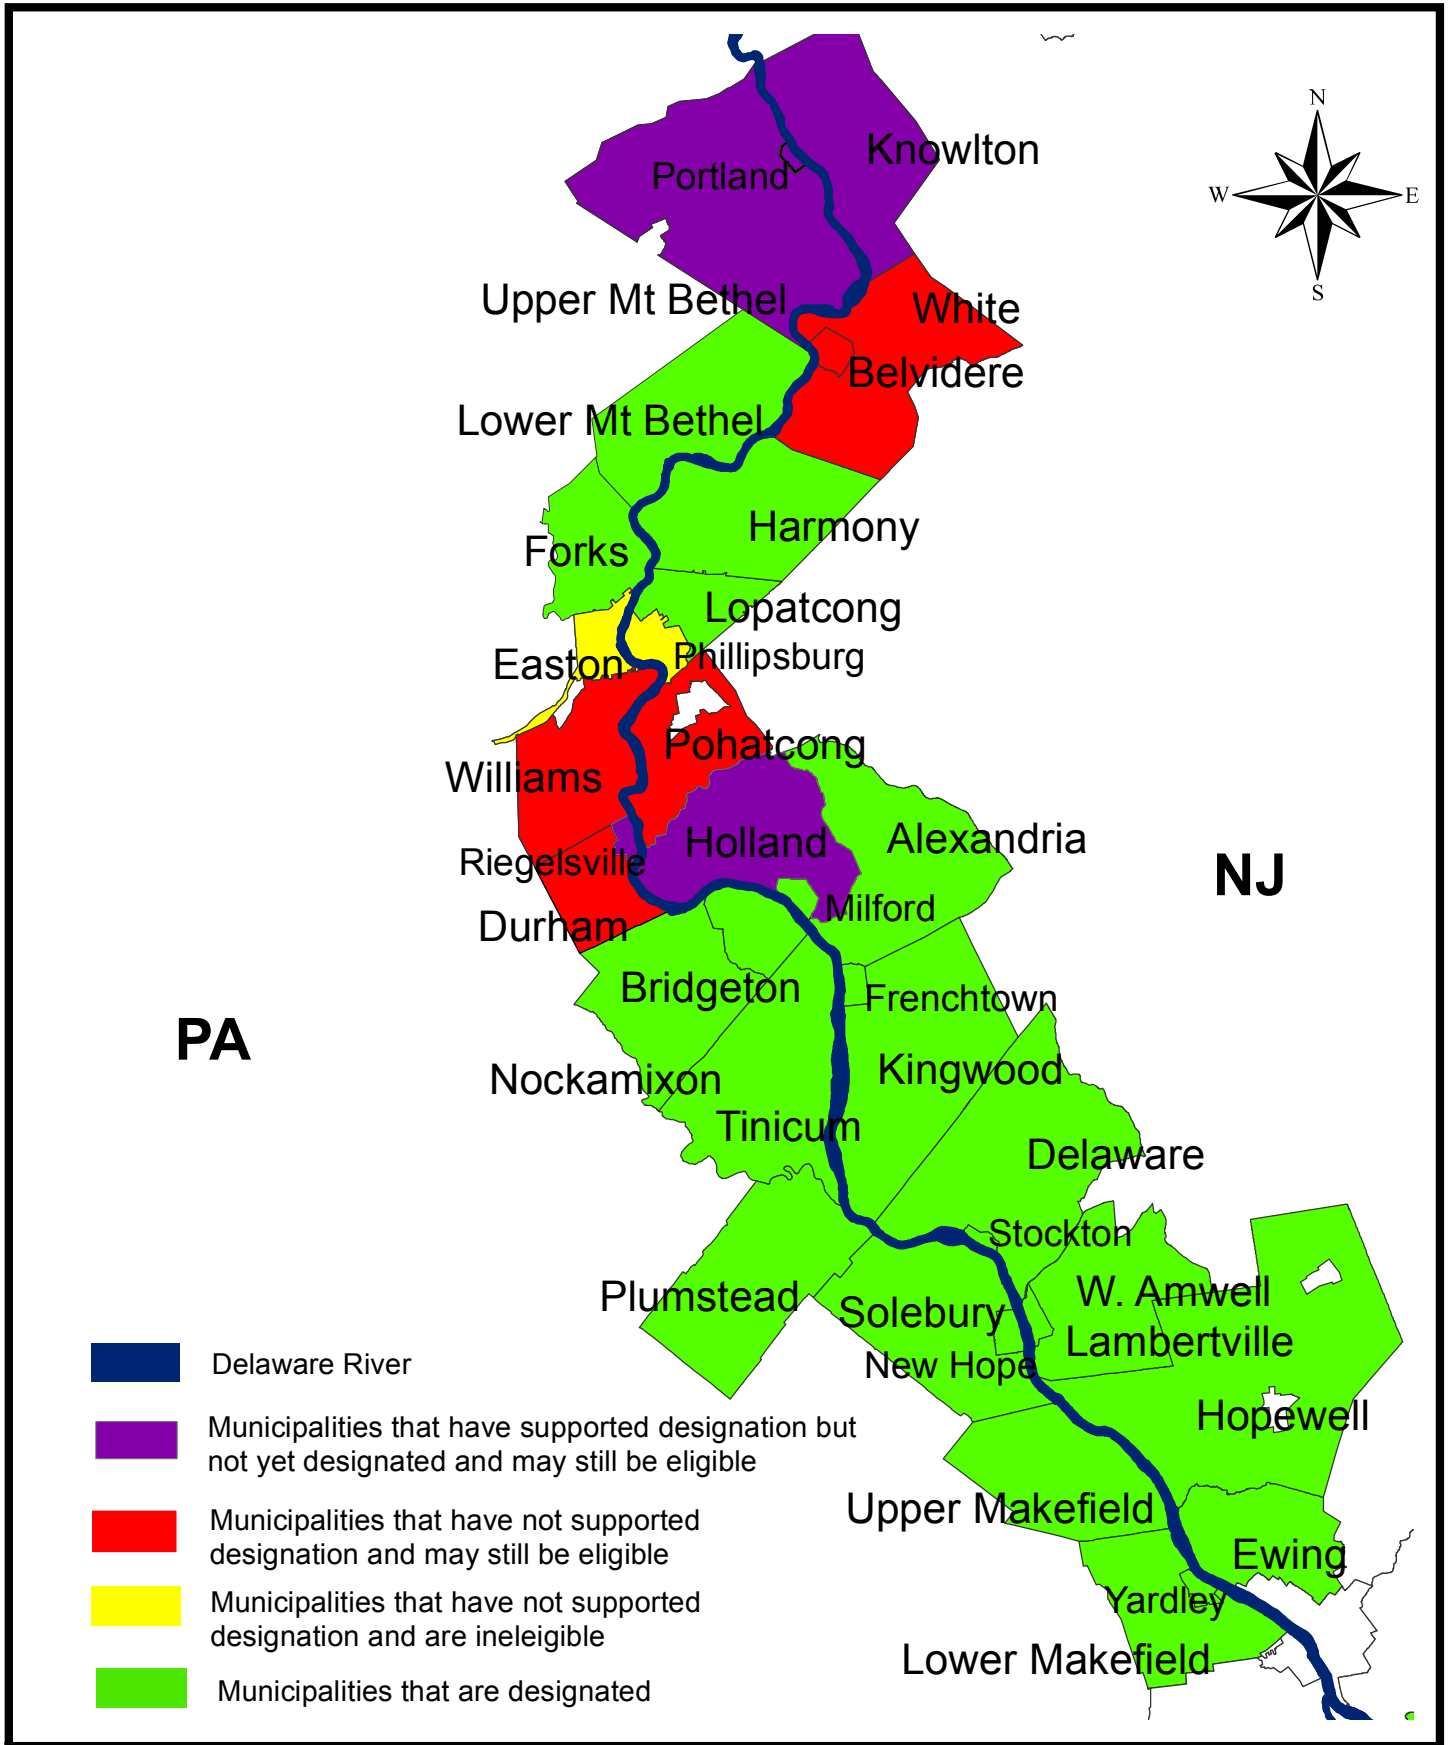 N
Knowlton
Portland
W
E
S
Upper Mt Bethel
White
Belvidere
Lower Mt Bethel
Harmony
Forks
Lopatcong
Phillipsburg
Easton
Pohatcong
Williams
Holland
Alexandria
Riegelsville
NJ
Milford
Durham
Bridgeton
Frenchtown
PA
Kingwood
Nockamixon
Tinicum
Delaware
Stockton
W. Amwell
Plumstead
Solebury
Lambertville
New Hope
Hopewell
Upper Makefield
Ewing
Yardley
Lower Makefield
Delaware River
Municipalities that have supported designation but
not yet designated and may still be eligible
Municipalities that have not supported
designation and may still be eligible
Municipalities that have not supported
designation and are ineleigible
Municipalities that are designated